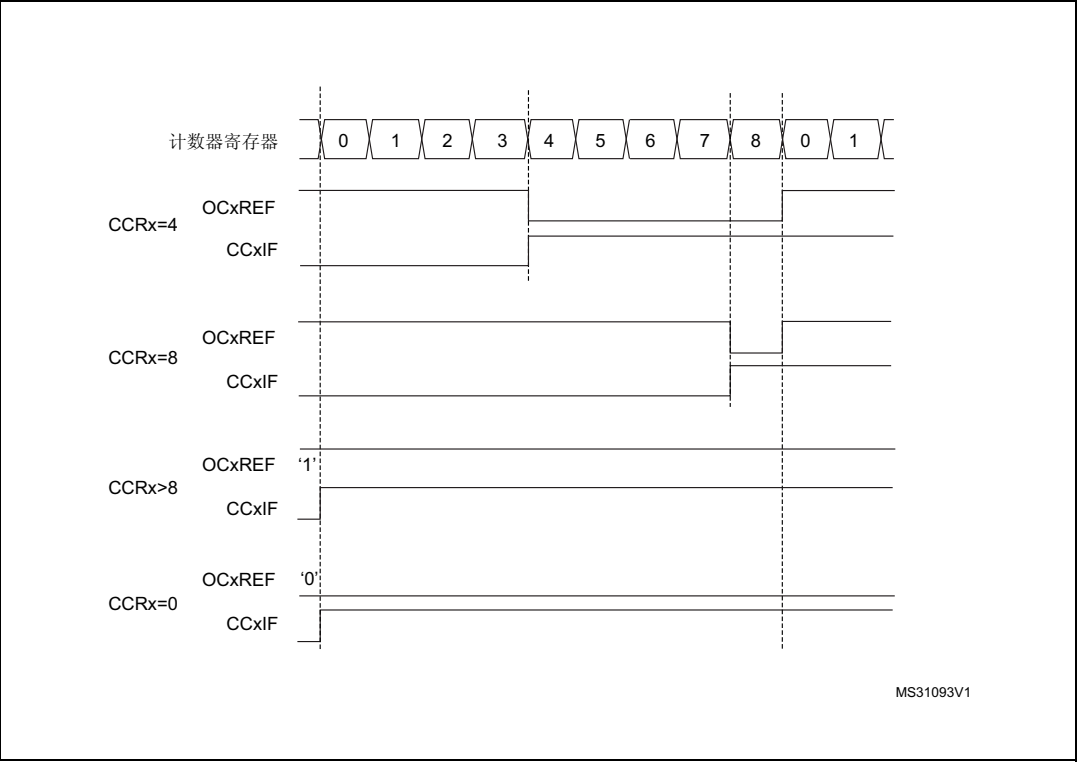 计数器寄存器 0 1 2 3 4 5 6 7 8 0 1
OCxREF
CCRx=4
CCxIF
OCxREF
CCRx=8
CCxIF
OCxREF ‘1’
CCRx>8
CCxIF
OCxREF ‘0’
CCRx=0
CCxIF
MS31093V1